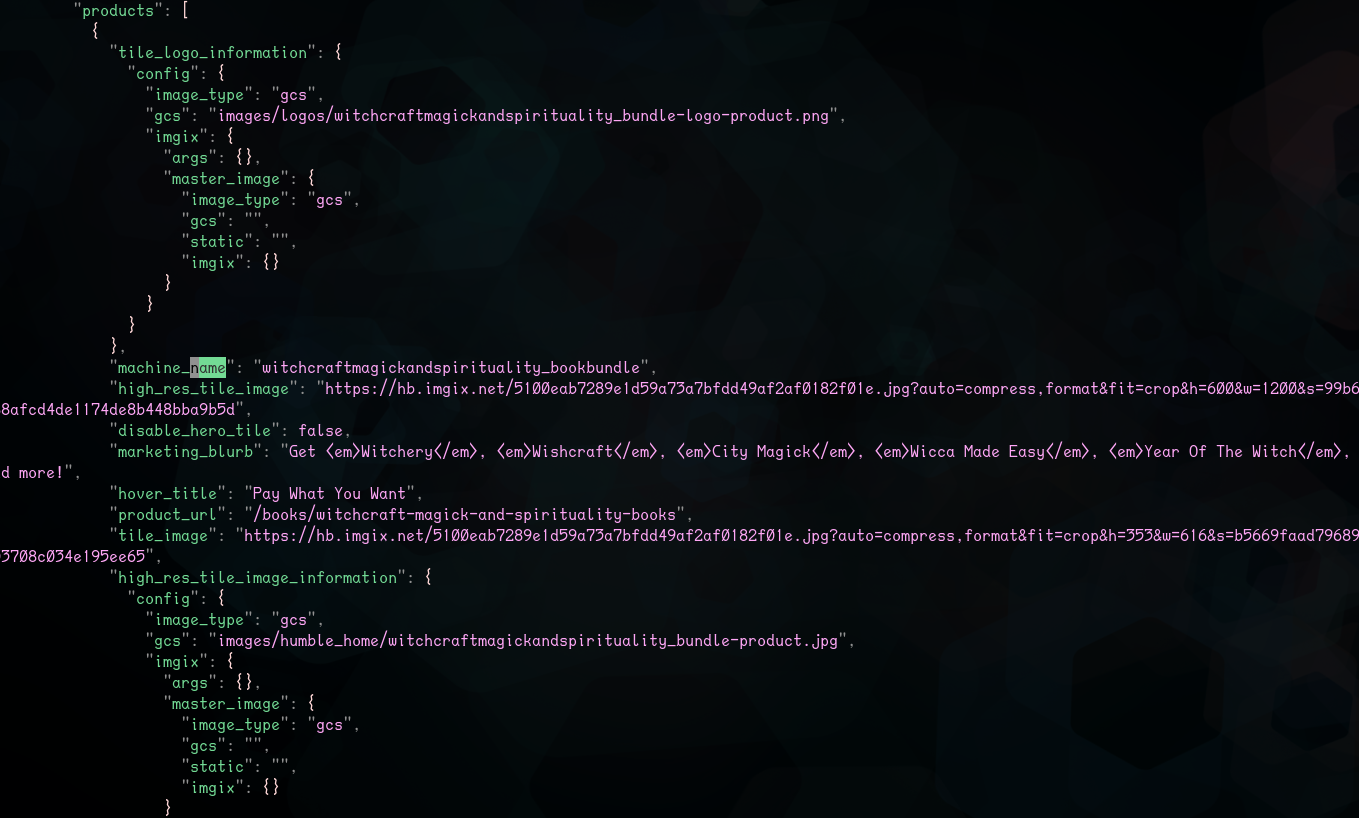 "products": [
{
"tile_logo_information": {
"config": {
"image_type": "gcs",
"gcs": "images/logos/witchcraftmagickandspirituality_bundle-logo-product.png",
"imgix": {
"args": {},
"master_image": {
"image_type": "gcs",
"gcs": "",
"static": "",
"imgix": {}
}
}
}
},
"machine_name": "witchcraftmagickandspirituality_bookbundle",
"high_res_tile_image": "https://hb.imgix.net/5100eab7289e1d59a73a7bfdd49af2af0182f01e.jpg?auto=compress,format&fit=crop&h=600&w=1200&s=99b6
8afcd4de1174de8b448bba9b5d",
"disable_hero_tile": false,
"marketing_blurb": "Get <em>Witchery</em>, <em>Wishcraft</em>, <em>City Magick</em>, <em>Wicca Made Easy</em>, <em>Year Of The Witch</em>,
d more!",
"hover_title": "Pay What You Want",
"product_url": "/books/witchcraft-magick-and-spirituality-books",
"tile_image": "https://hb.imgix.net/5100eab7289e1d59a73a7bfdd49af2af0182f01e.jpg?auto=compress,format&fit=crop&h=353&w=616&s=b5669faad79689
3708c034e195ee65",
"high_res_tile_image_information": {
"config": {
"image_type": "gcs",
"gcs": "images/humble_home/witchcraftmagickandspirituality_bundle-product.jpg",
"imgix": {
"args": {},
"master_image": {
"image_type": "gcs",
"gcs": "",
"static": "",
"imgix": {}
}